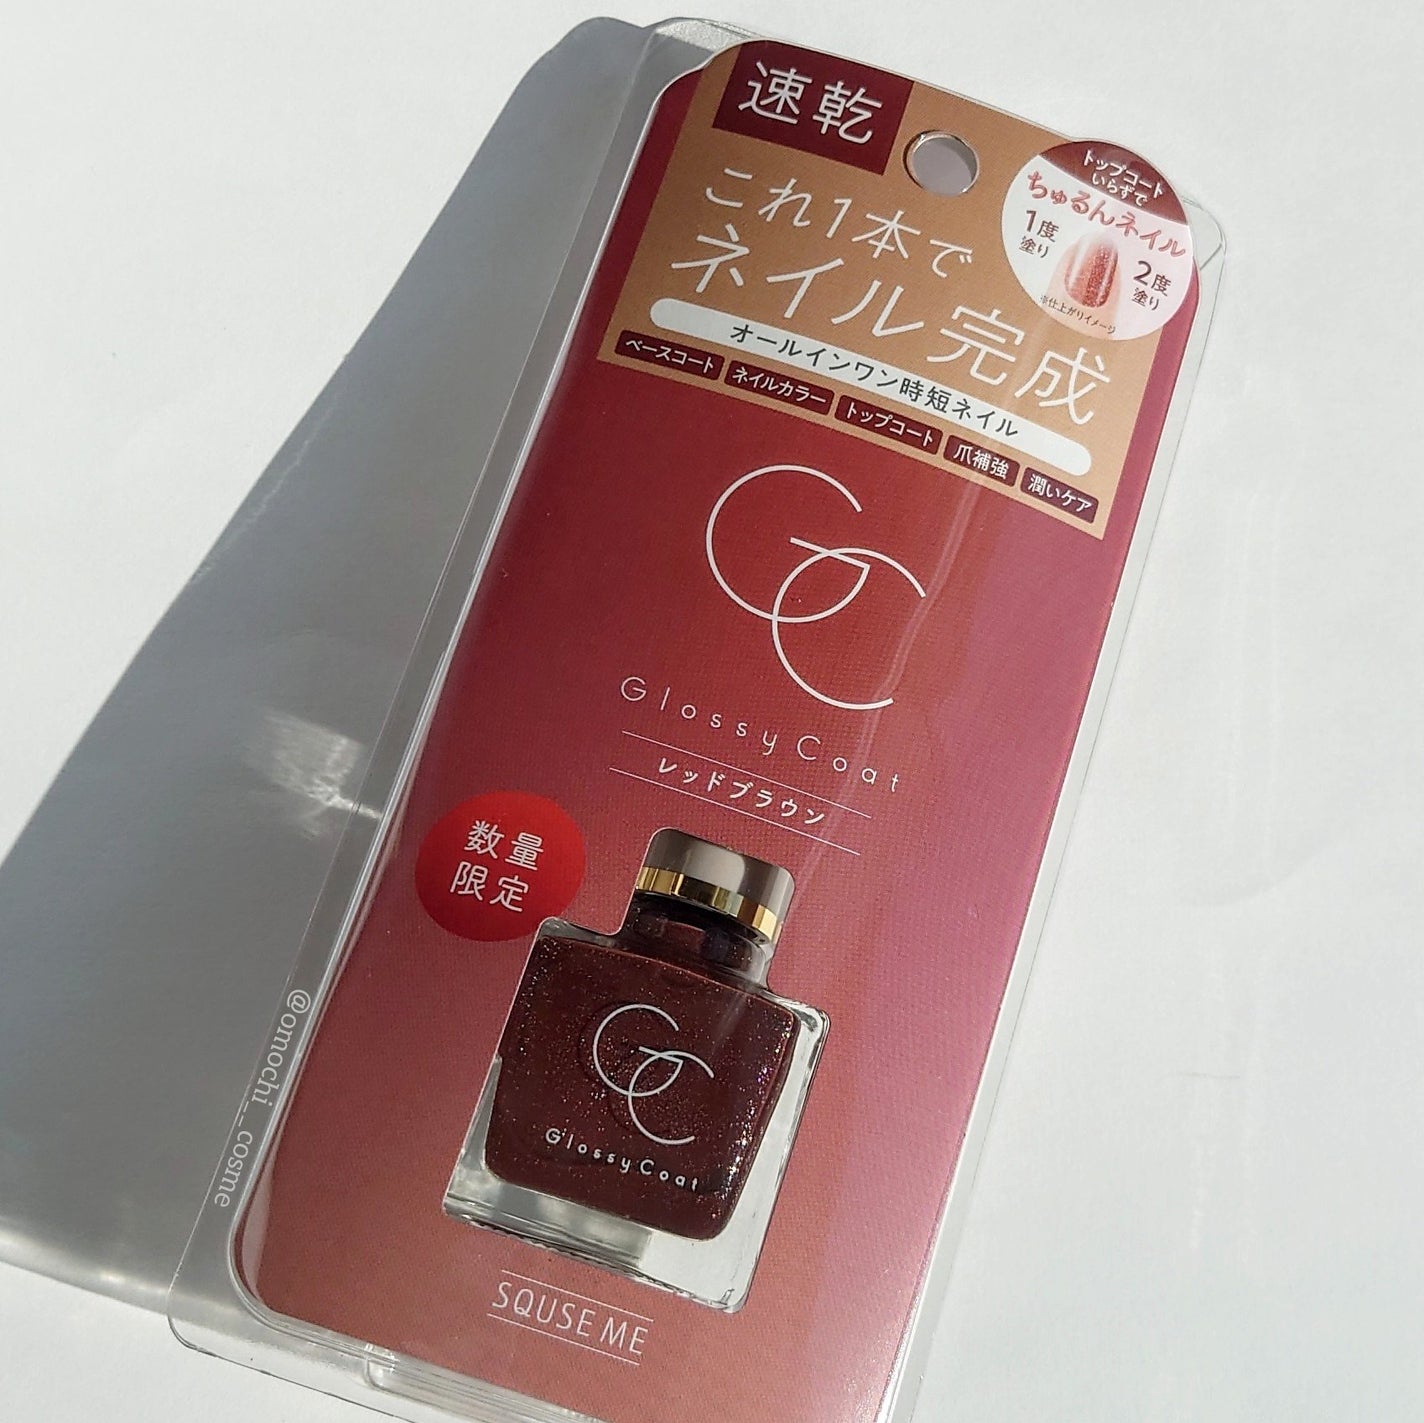 速乾
これ1本で
ネイル完成
オールインワン時短ネイル
ベースコート ネイルカラー トップコート 爪補強 潤いケア
トップコート
いらずで
ちゅるんネイル
1度
塗り
2度
塗り
※仕上がりイメージ
GC
GlossyCoat
レッドブラウン
数量
限定
GC
GlossyCoat
SQUSE ME
@omochi___cosme